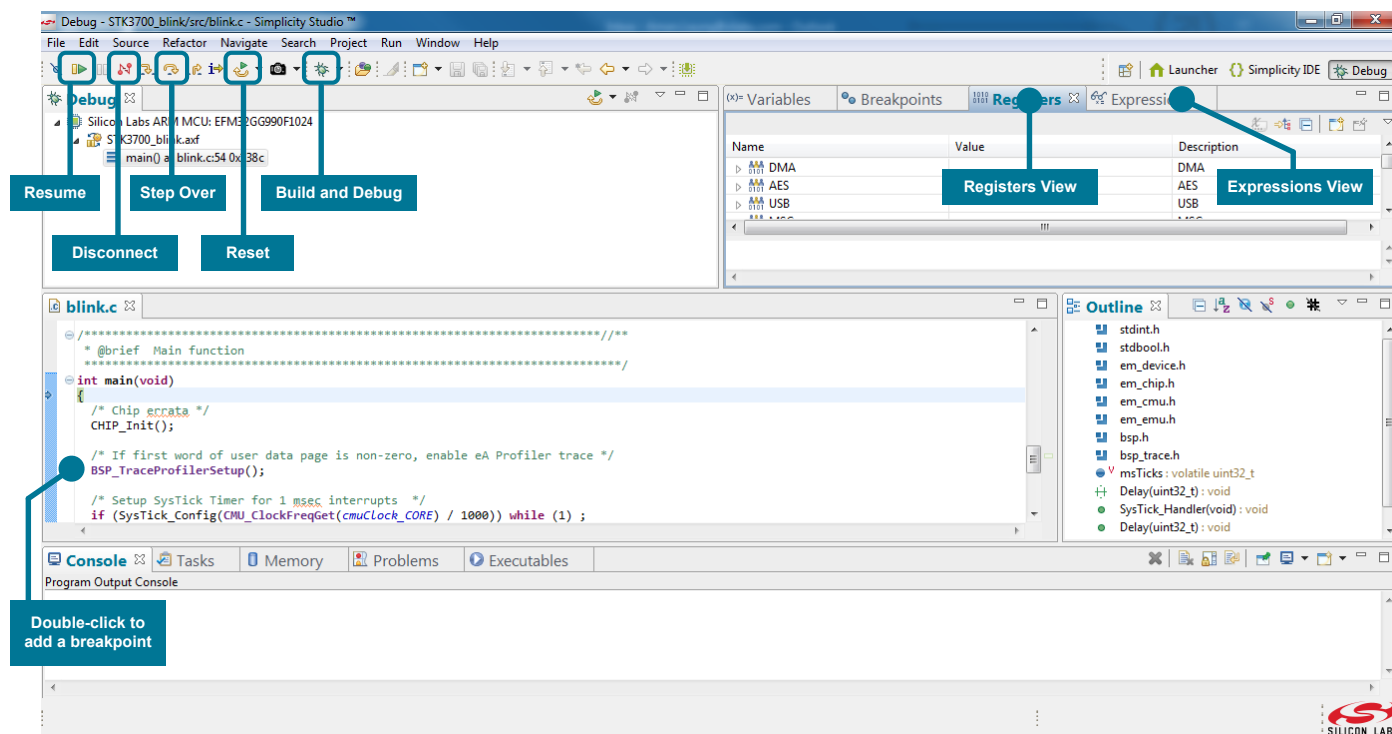 Debug - STK3700_blink/src/blink.c - Simplicity Studio ™
File Edit Source Refactor Navigate Search Project Run Window Help
Launcher {} Simplicity IDE Debug
Debug
(x)= Variables Breakpoints Registers Expressi
Silicon Labs ARM MCU: EFM32GG990F1024
STK3700_blink.axf
main() at blink.c:54
Name Value Description
DMA DMA
AES AES
USB USB
Resume
Step Over
Build and Debug
Registers View
Expressions View
Disconnect
Reset
blink.c
Outline
/**************************************************************************//**
* @brief Main function
*****************************************************************************/
int main(void)
{
/* Chip errata */
CHIP_Init();
/* If first word of user data page is non-zero, enable eA Profiler trace */
BSP_TraceProfilerSetup();
/* Setup SysTick Timer for 1 msec interrupts */
if (SysTick_Config(CMU_ClockFreqGet(cmuClock_CORE) / 1000)) while (1) ;
stdint.h
stdbool.h
em_device.h
em_chip.h
em_cmu.h
em_emu.h
bsp.h
bsp_trace.h
msTicks : volatile uint32_t
Delay(uint32_t) : void
SysTick_Handler(void) : void
Delay(uint32_t) : void
Console Tasks Memory Problems Executables
Program Output Console
Double-click to
add a breakpoint
SILICON LAB